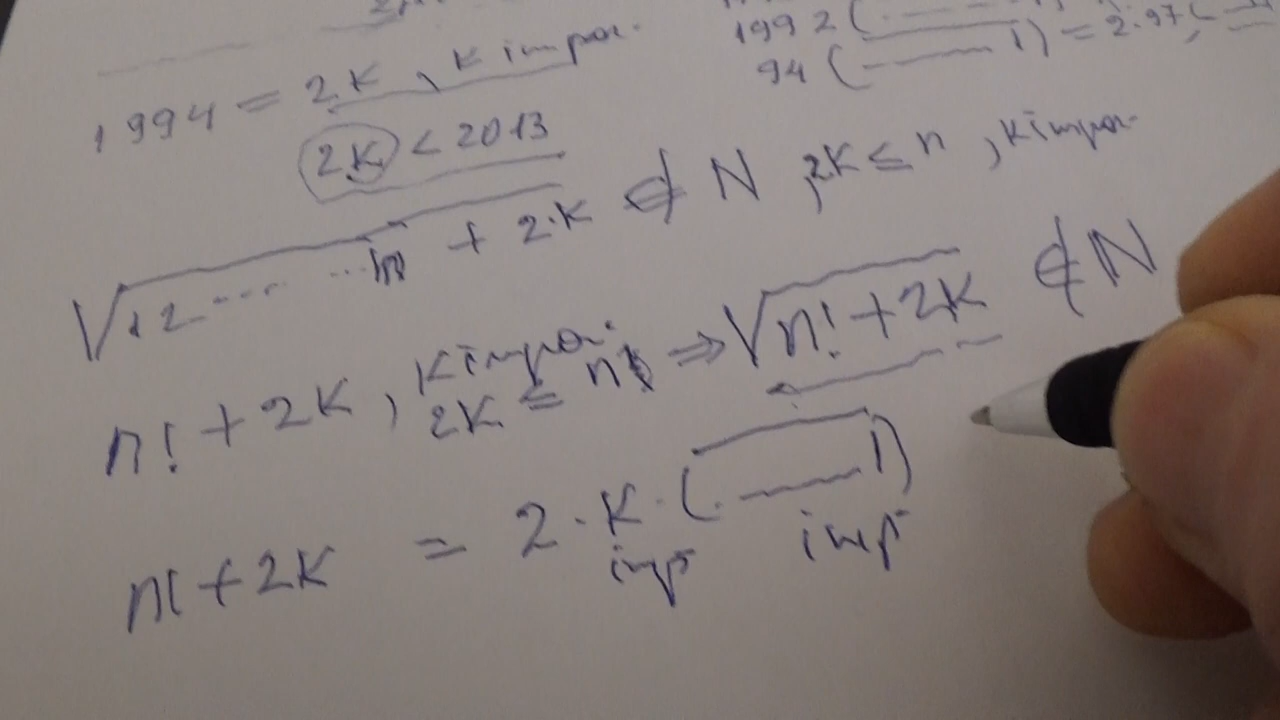 1992 (........... 1) = 2.97(
94 (———— 1)
1994 = 2K , K impar.
2K < 2013
√12........n + 2.K ∉ N , 2K ≤ n , K impar.
n! + 2K , K impar. 2K ≤ n ⇒ √n! + 2K ∉ N
n! + 2K = 2 . K . (. ———— 1)
imp imp